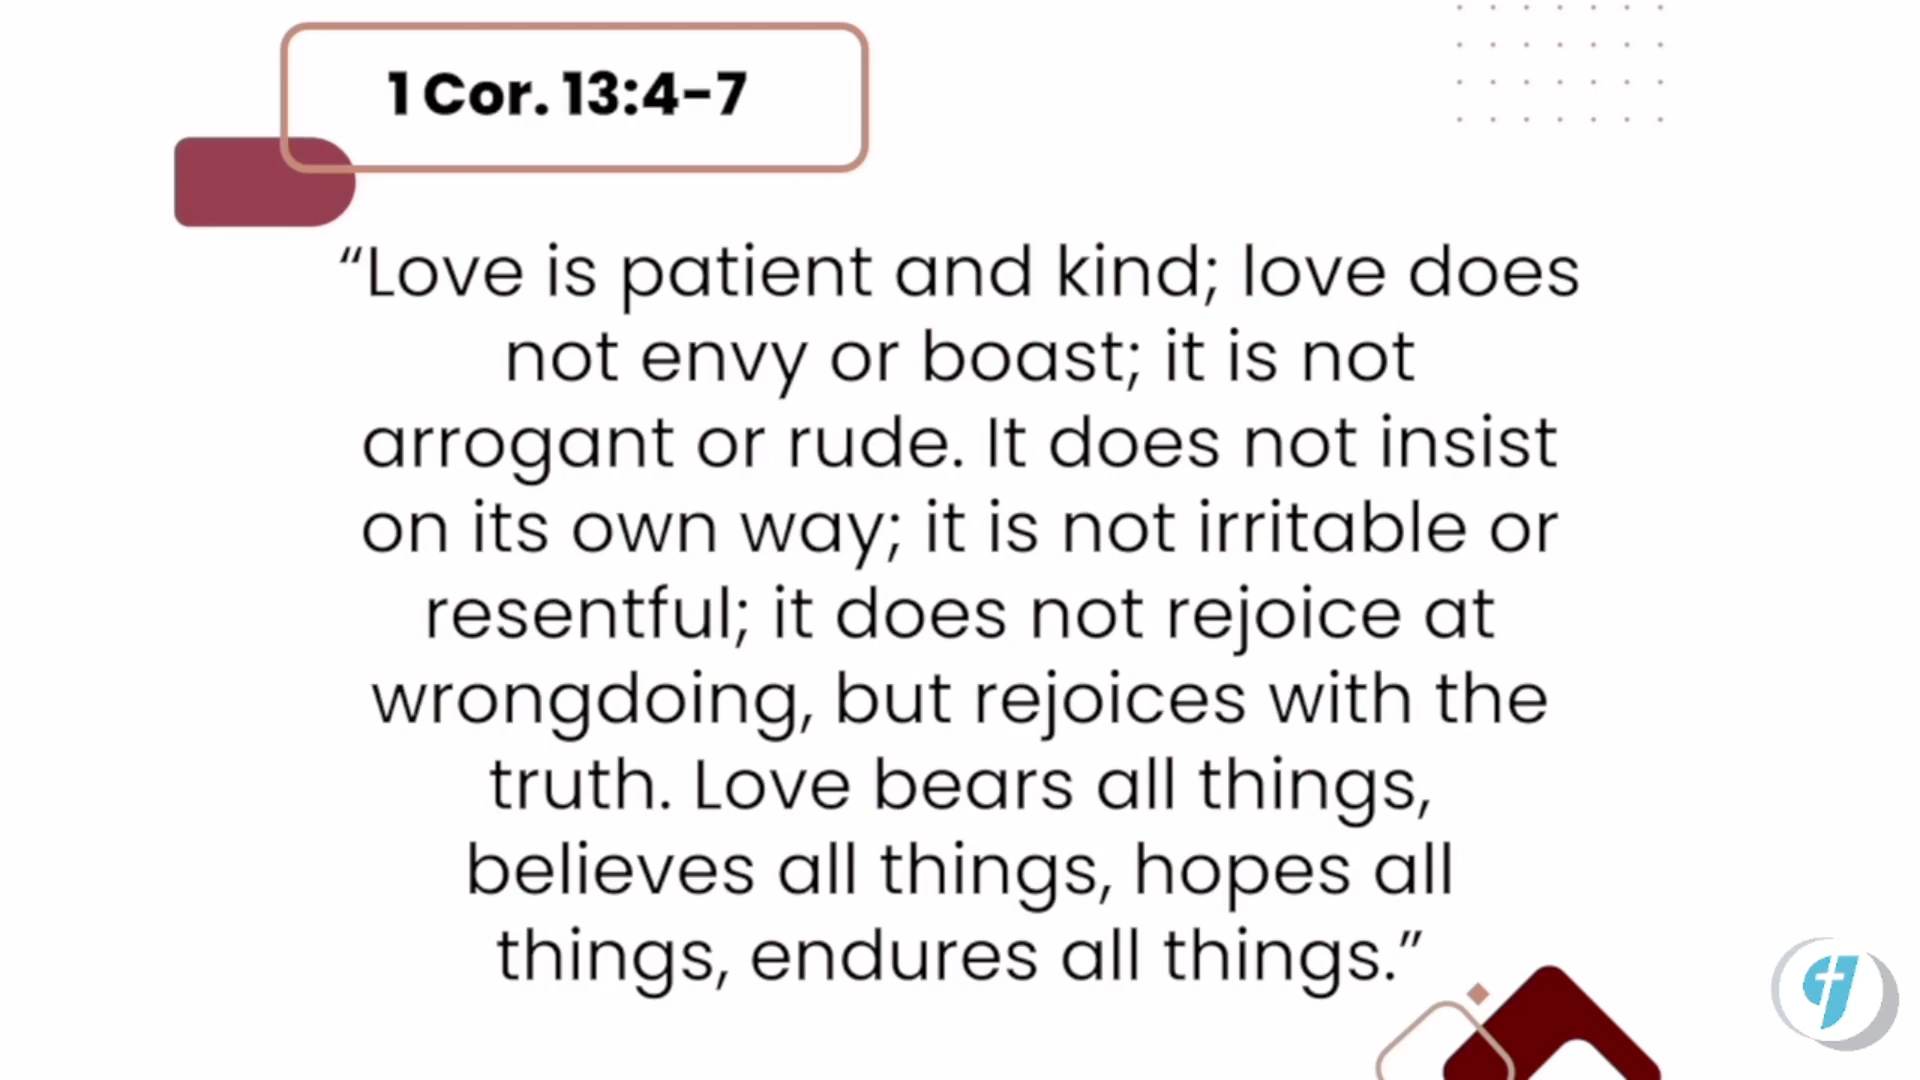 1 Cor. 13:4-7
“Love is patient and kind; love does
not envy or boast; it is not
arrogant or rude. It does not insist
on its own way; it is not irritable or
resentful; it does not rejoice at
wrongdoing, but rejoices with the
truth. Love bears all things,
believes all things, hopes all
things, endures all things.”